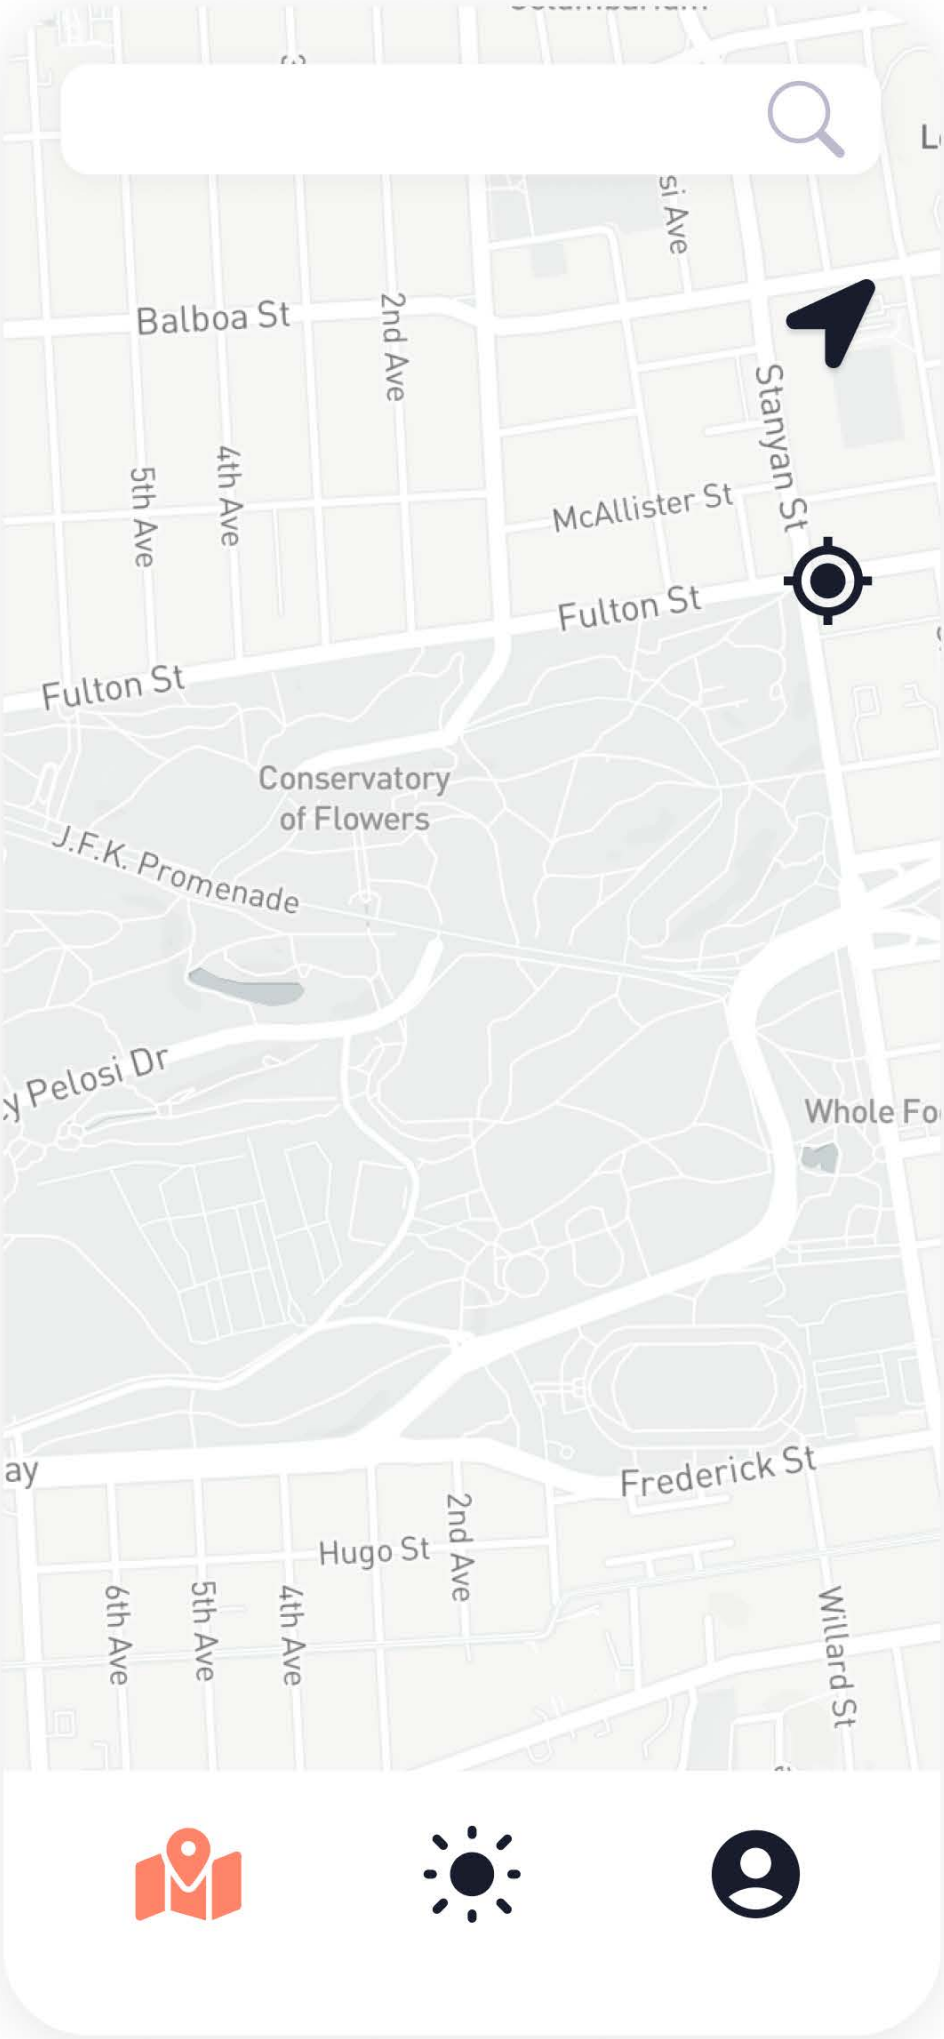 si Ave
Balboa St
2nd Ave
Stanyan St
4th Ave
5th Ave
McAllister St
Fulton St
Fulton St
Conservatory
of Flowers
J.F.K. Promenade
y Pelosi Dr
Whole Fo
ay
Frederick St
2nd Ave
Hugo St
6th Ave
5th Ave
4th Ave
Willard St